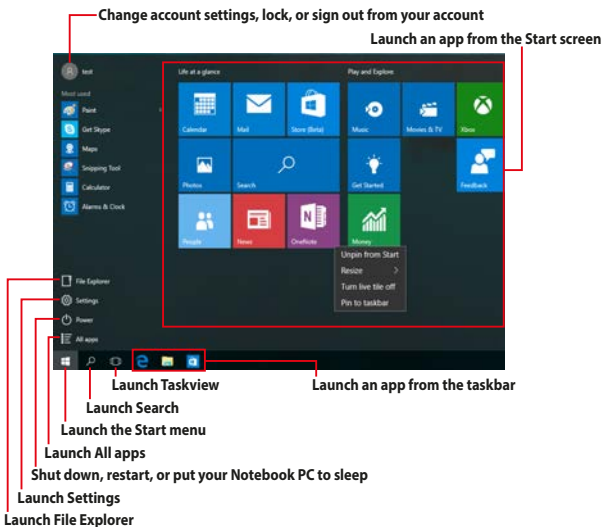 Change account settings, lock, or sign out from your account
Launch an app from the Start screen
test
Life at a glance
Play and Explore
Most used
Paint
Get Skype
Maps
Snipping Tool
Calculator
Alarms & Clock
Calendar
Mail
Store (Beta)
Music
Movies & TV
Xbox
Photos
Search
Get Started
Feedback
People
News
OneNote
Money
Unpin from Start
Resize
Turn live tile off
Pin to taskbar
File Explorer
Settings
Power
All apps
Launch Taskview
Launch an app from the taskbar
Launch Search
Launch the Start menu
Launch All apps
Shut down, restart, or put your Notebook PC to sleep
Launch Settings
Launch File Explorer